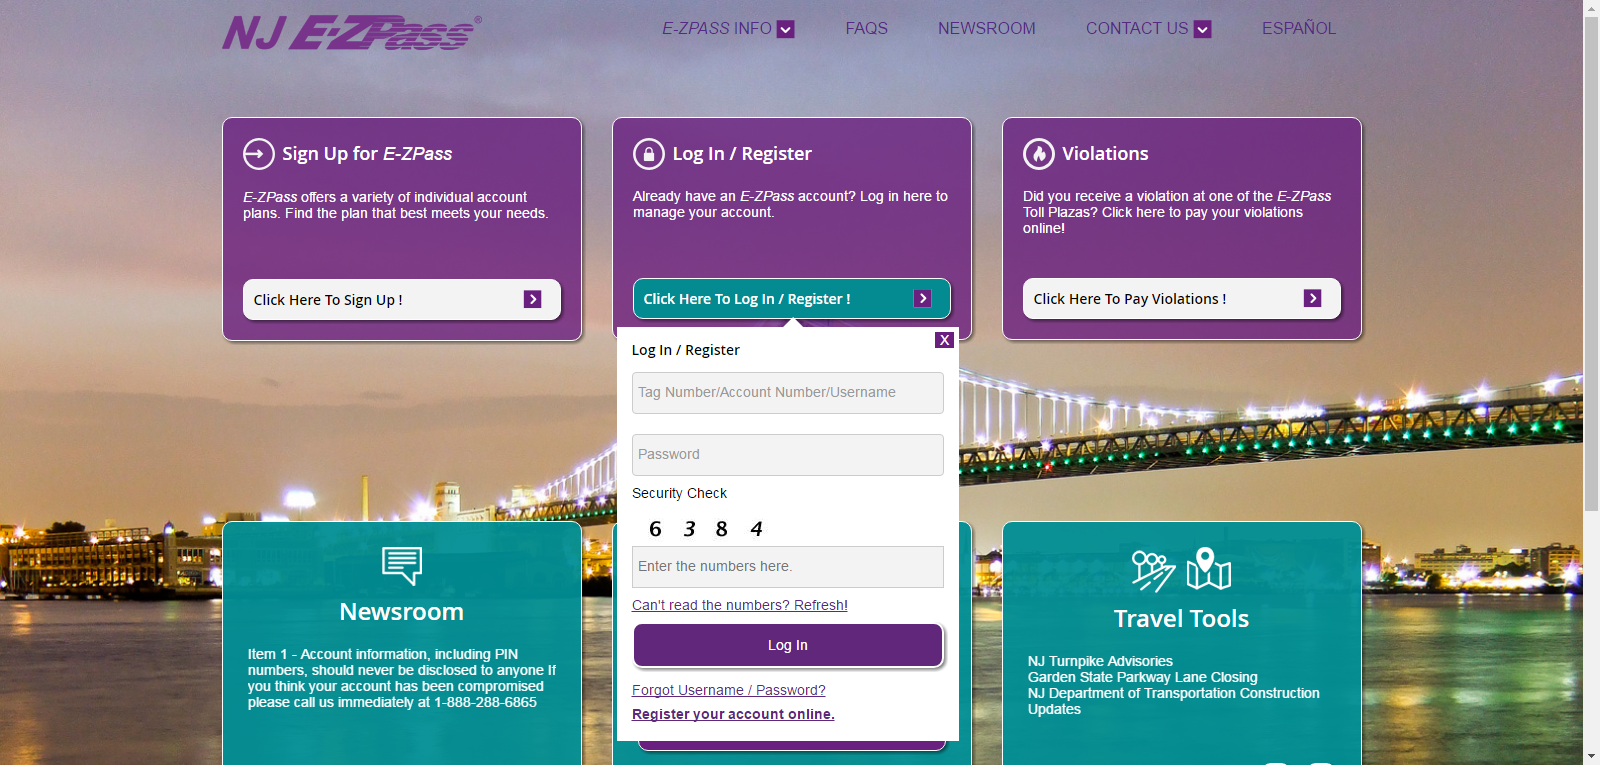 NJ E-ZPass®
E-ZPASS INFO
FAQS
NEWSROOM
CONTACT US
ESPAÑOL
Sign Up for E-ZPass
E-ZPass offers a variety of individual account
plans. Find the plan that best meets your needs.
Click Here To Sign Up !
Log In / Register
Already have an E-ZPass account? Log in here to
manage your account.
Click Here To Log In / Register !
Violations
Did you receive a violation at one of the E-ZPass
Toll Plazas? Click here to pay your violations
online!
Click Here To Pay Violations !
X
Log In / Register
Tag Number/Account Number/Username
Password
Security Check
6 3 8 4
Enter the numbers here.
Can't read the numbers? Refresh!
Log In
Forgot Username / Password?
Register your account online.
Newsroom
Item 1 - Account information, including PIN
numbers, should never be disclosed to anyone If
you think your account has been compromised
please call us immediately at 1-888-288-6865
Travel Tools
NJ Turnpike Advisories
Garden State Parkway Lane Closing
NJ Department of Transportation Construction
Updates